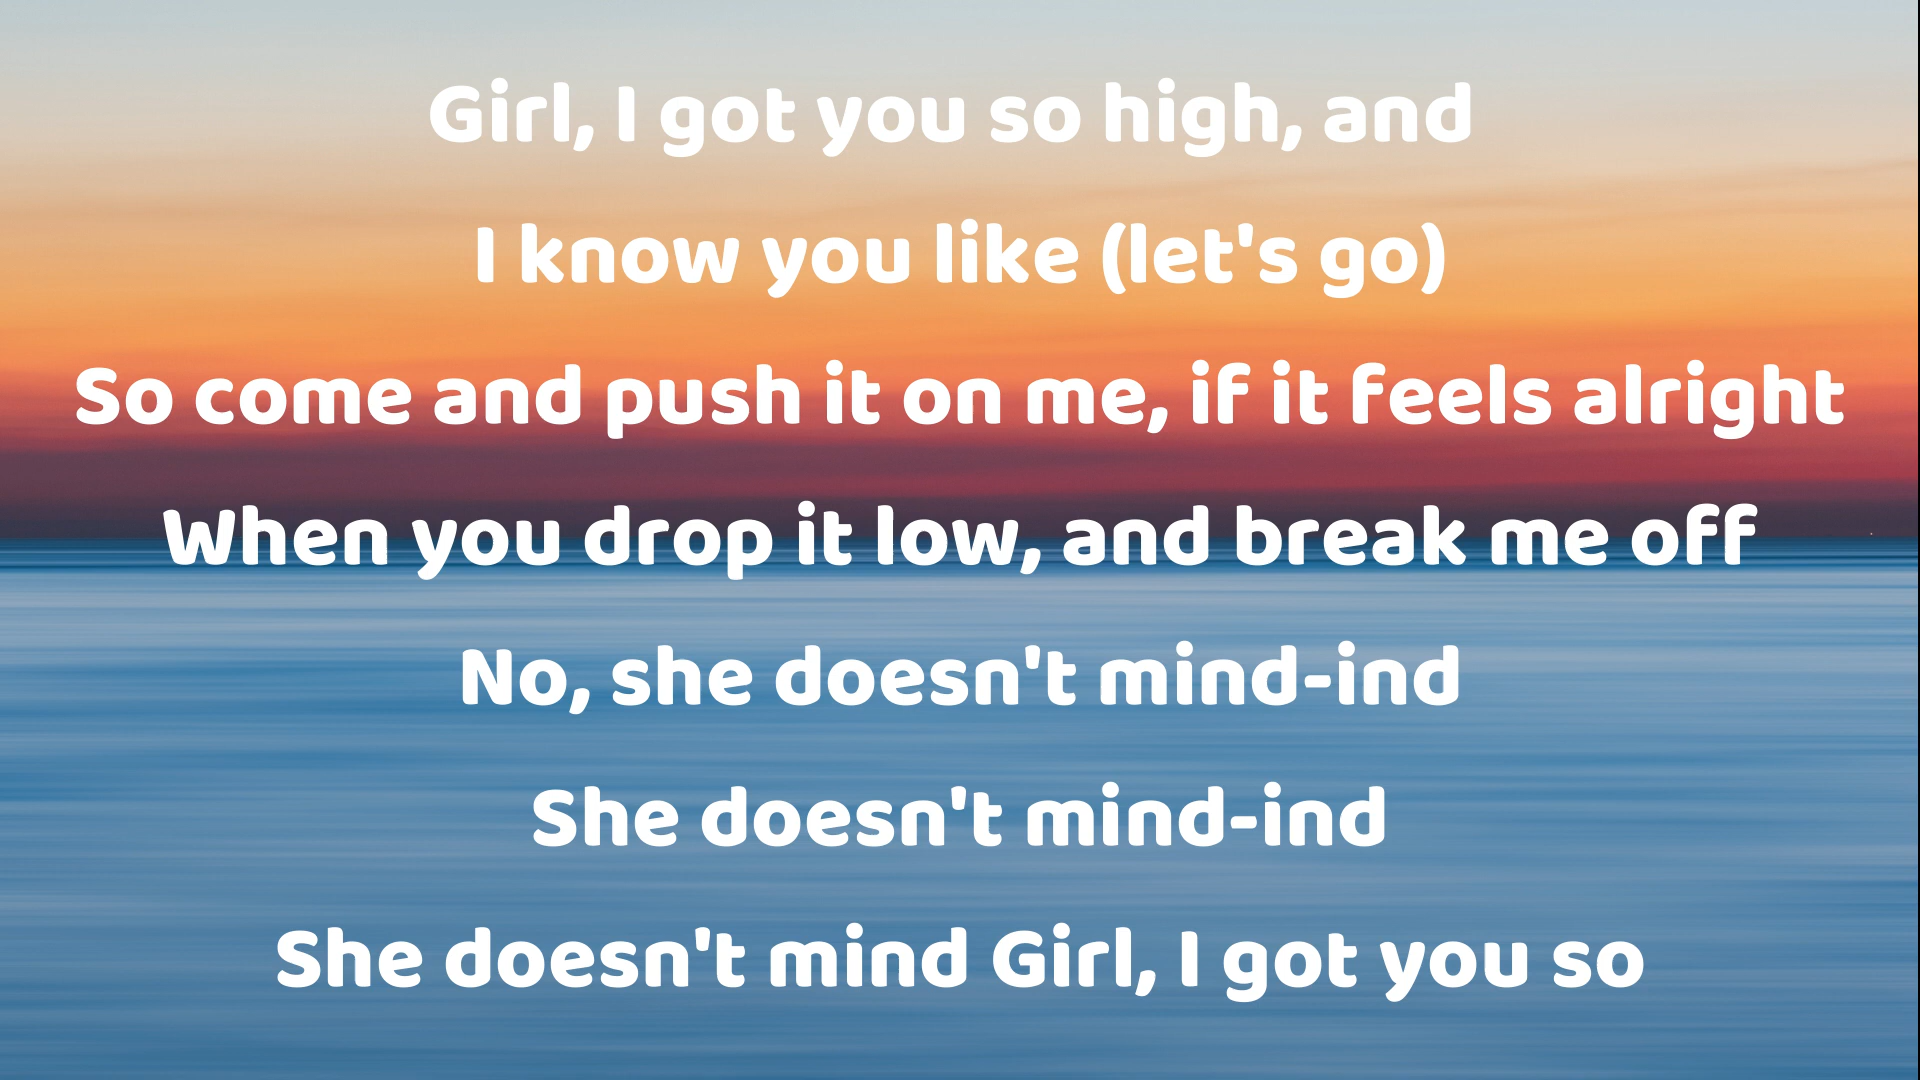 Girl, I got you so high, and
I know you like (let's go)
So come and push it on me, if it feels alright
When you drop it low, and break me off
No, she doesn't mind-ind
She doesn't mind-ind
She doesn't mind Girl, I got you so